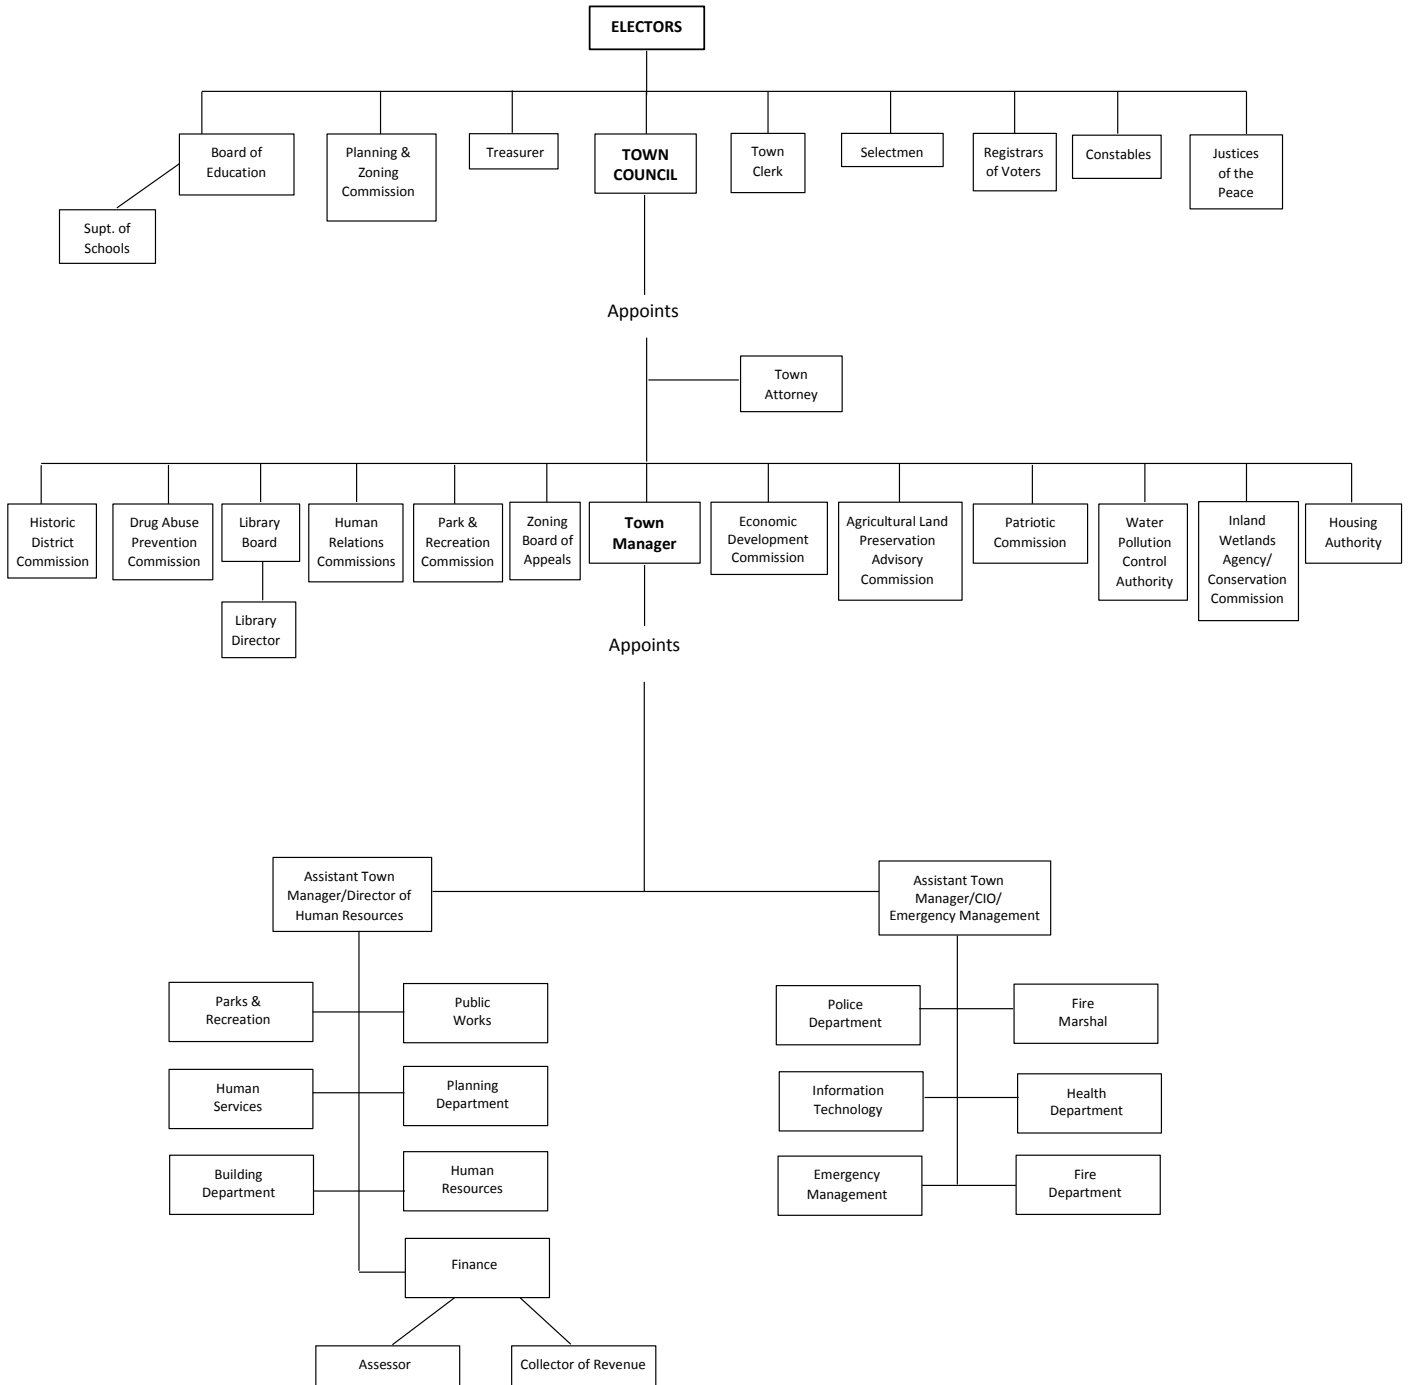 ELECTORS
Board of
Education
Planning &
Zoning
Commission
Treasurer
TOWN
COUNCIL
Town
Clerk
Selectmen
Registrars
of Voters
Constables
Justices
of the
Peace
Supt. of
Schools
Appoints
Town
Attorney
Historic
District
Commission
Drug Abuse
Prevention
Commission
Library
Board
Human
Relations
Commissions
Park &
Recreation
Commission
Zoning
Board of
Appeals
Town
Manager
Economic
Development
Commission
Agricultural Land
Preservation
Advisory
Commission
Patriotic
Commission
Water
Pollution
Control
Authority
Inland
Wetlands
Agency/
Conservation
Commission
Housing
Authority
Library
Director
Appoints
Assistant Town
Manager/Director of
Human Resources
Assistant Town
Manager/CIO/
Emergency Management
Parks &
Recreation
Public
Works
Police
Department
Fire
Marshal
Human
Services
Planning
Department
Information
Technology
Health
Department
Building
Department
Human
Resources
Emergency
Management
Fire
Department
Finance
Assessor
Collector of Revenue